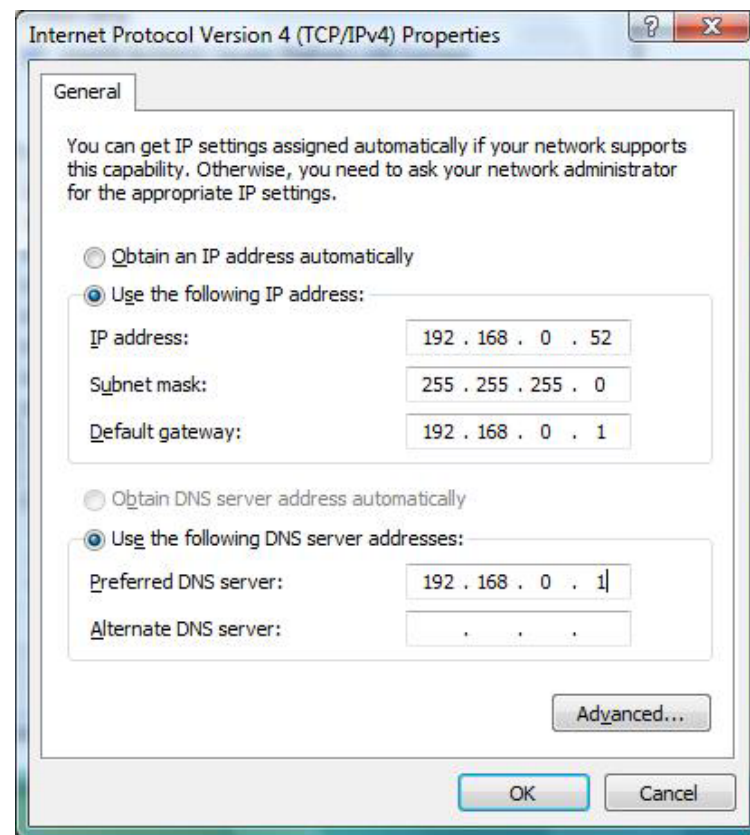 Internet Protocol Version 4 (TCP/IPv4) Properties
General
You can get IP settings assigned automatically if your network supports
this capability. Otherwise, you need to ask your network administrator
for the appropriate IP settings.
Obtain an IP address automatically
Use the following IP address:
IP address: 192 . 168 . 0 . 52
Subnet mask: 255 . 255 . 255 . 0
Default gateway: 192 . 168 . 0 . 1
Obtain DNS server address automatically
Use the following DNS server addresses:
Preferred DNS server: 192 . 168 . 0 . 1
Alternate DNS server: . . .
Advanced...
OK Cancel